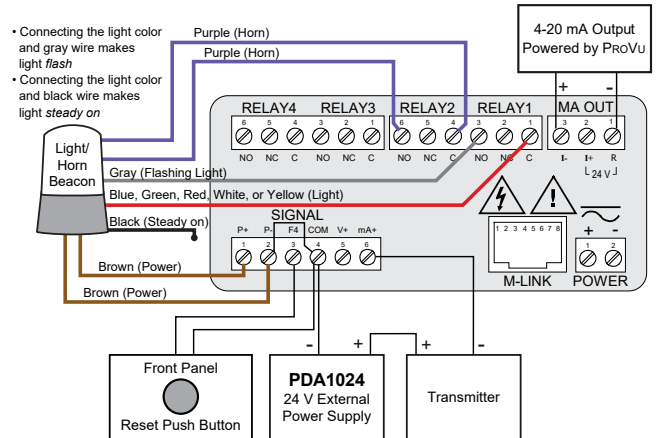 • Connecting the light color
and gray wire makes
light flash
• Connecting the light color
and black wire makes
light steady on
Purple (Horn)
Purple (Horn)
4-20 mA Output
Powered by PROVU
+ -
RELAY4 RELAY3 RELAY2 RELAY1 MA OUT
6 5 4 3 2 1 6 5 4 3 2 1 3 2 1
NO NC C NO NC C NO NC C NO NC C I- I+ R
24 V
Light/
Horn
Beacon
Gray (Flashing Light)
Blue, Green, Red, White, or Yellow (Light)
Black (Steady on)
SIGNAL
P+ P- F4 COM V+ mA+
1 2 3 4 5 6
1 2 3 4 5 6 7 8
+ -
1 2
M-LINK POWER
Brown (Power)
Brown (Power)
- + + -
Front Panel
Reset Push Button
PDA1024
24 V External
Power Supply
Transmitter